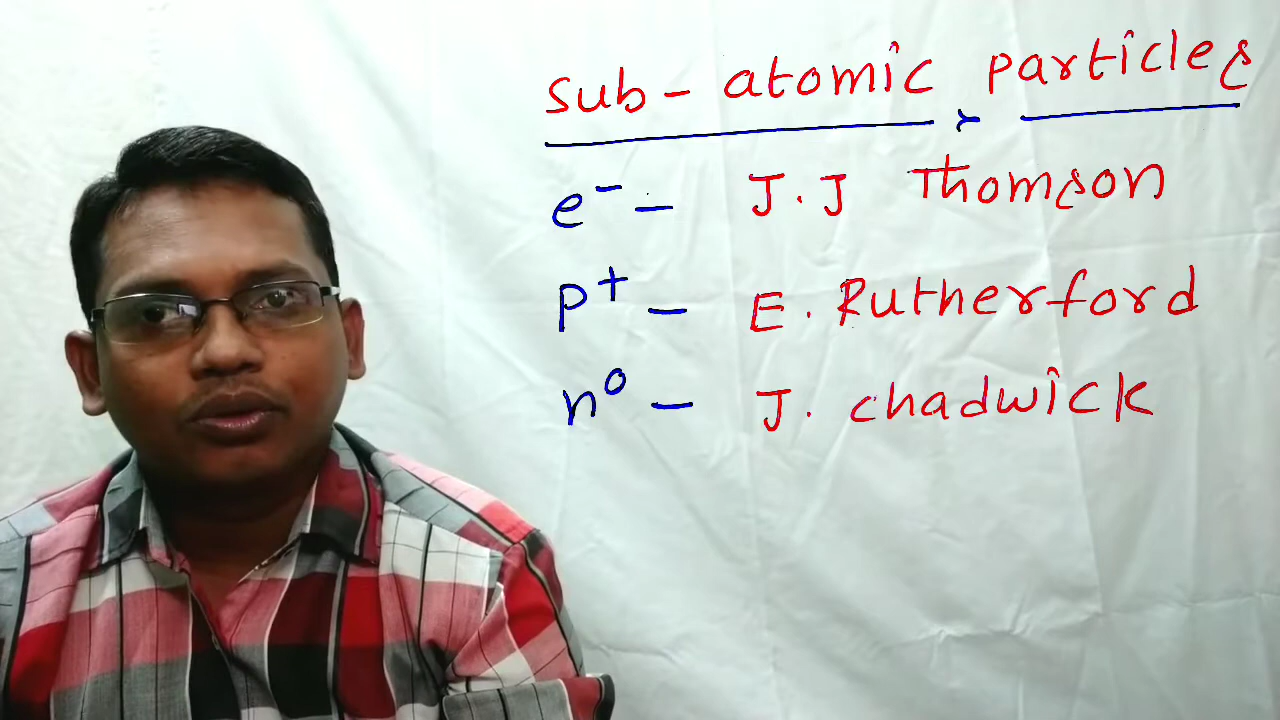 sub-atomic particles
e⁻ - J.J Thomson
P⁺ - E. Rutherford
n⁰ - J. chadwick